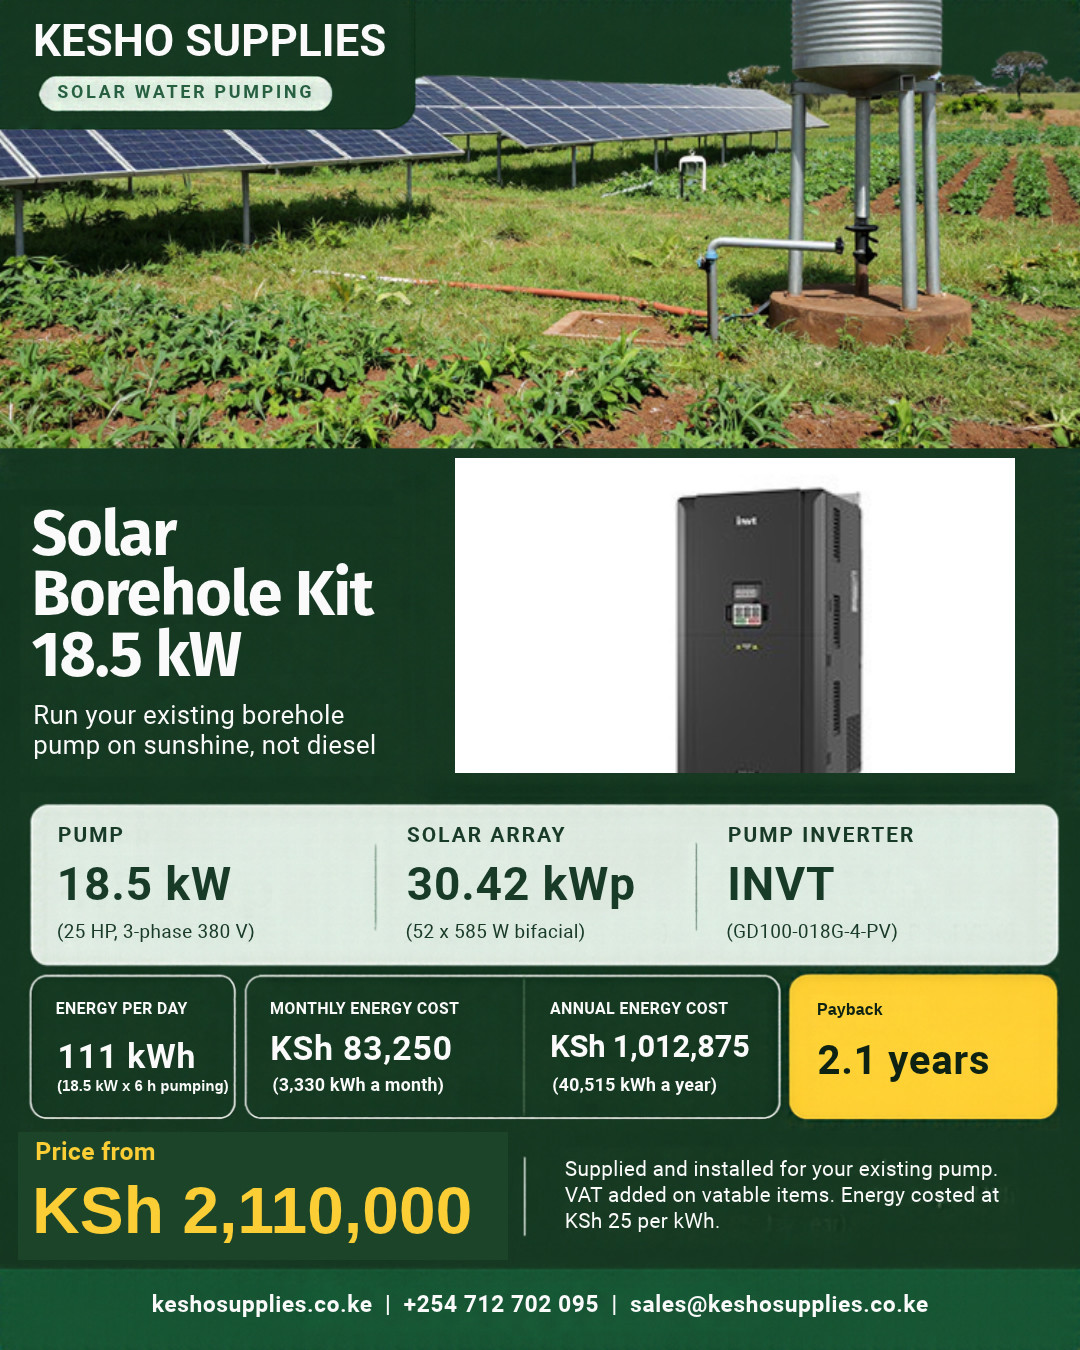 KESHO SUPPLIES
SOLAR WATER PUMPING
invt
Solar
Borehole Kit
18.5 kW
Run your existing borehole
pump on sunshine, not diesel
PUMP
18.5 kW
(25 HP, 3-phase 380 V)
SOLAR ARRAY
30.42 kWp
(52 x 585 W bifacial)
PUMP INVERTER
INVT
(GD100-018G-4-PV)
ENERGY PER DAY
111 kWh
(18.5 kW x 6 h pumping)
MONTHLY ENERGY COST
KSh 83,250
(3,330 kWh a month)
ANNUAL ENERGY COST
KSh 1,012,875
(40,515 kWh a year)
Payback
2.1 years
Price from
KSh 2,110,000
Supplied and installed for your existing pump.
VAT added on vatable items. Energy costed at
KSh 25 per kWh.
keshosupplies.co.ke | +254 712 702 095 | sales@keshosupplies.co.ke